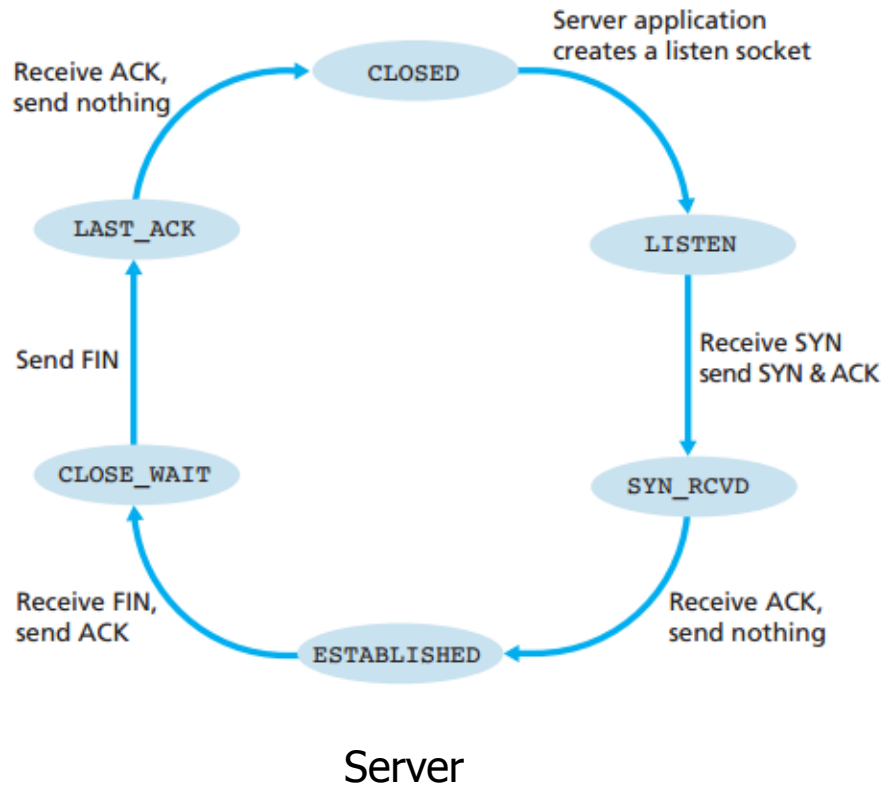 Server application
creates a listen socket
CLOSED
Receive ACK,
send nothing
LAST_ACK
LISTEN
Receive SYN
send SYN & ACK
Send FIN
CLOSE_WAIT
SYN_RCVD
Receive FIN,
send ACK
Receive ACK,
send nothing
ESTABLISHED
Server